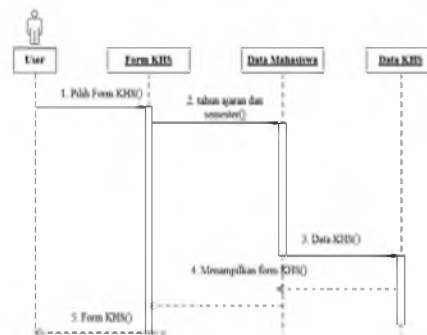 User
Form KHS
Data Mahasiswa
Data KHS
1. Pilih Form KHS()
2. tahun ajaran dan
semester()
3. Data KHS()
4. Menampilkan form KHS()
5. Form KHS()